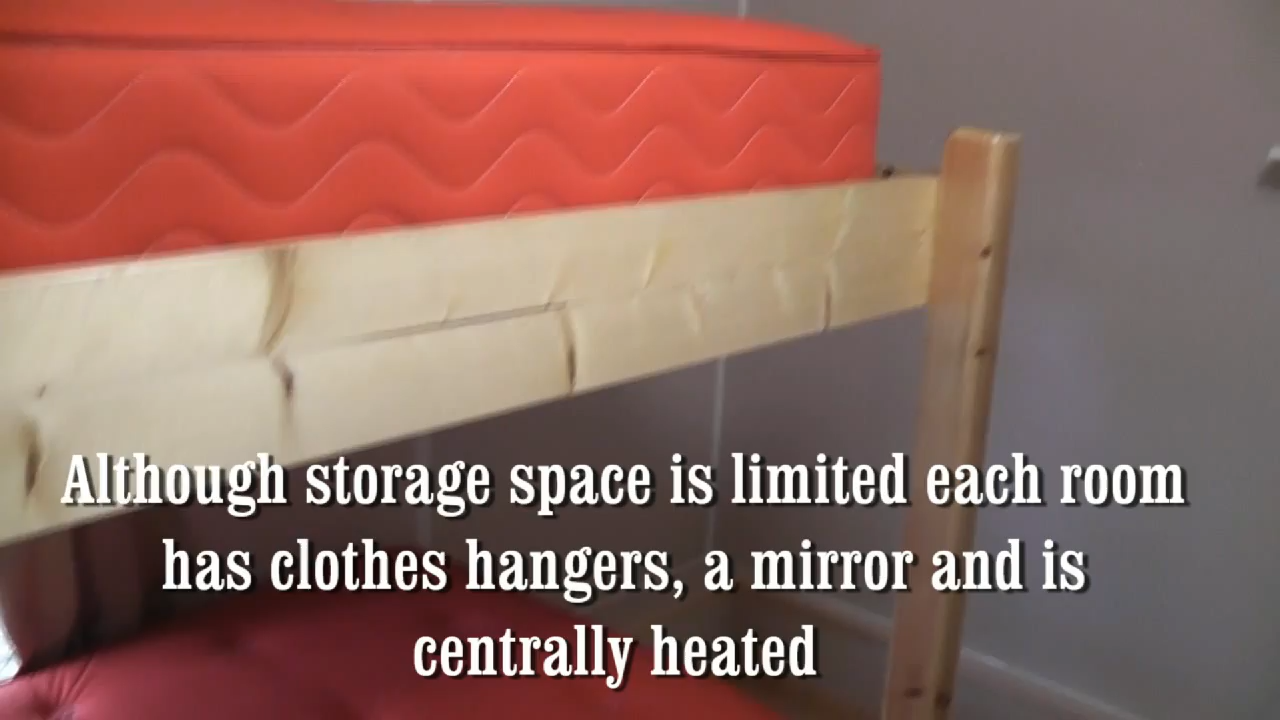 Although storage space is limited each room
has clothes hangers, a mirror and is
centrally heated